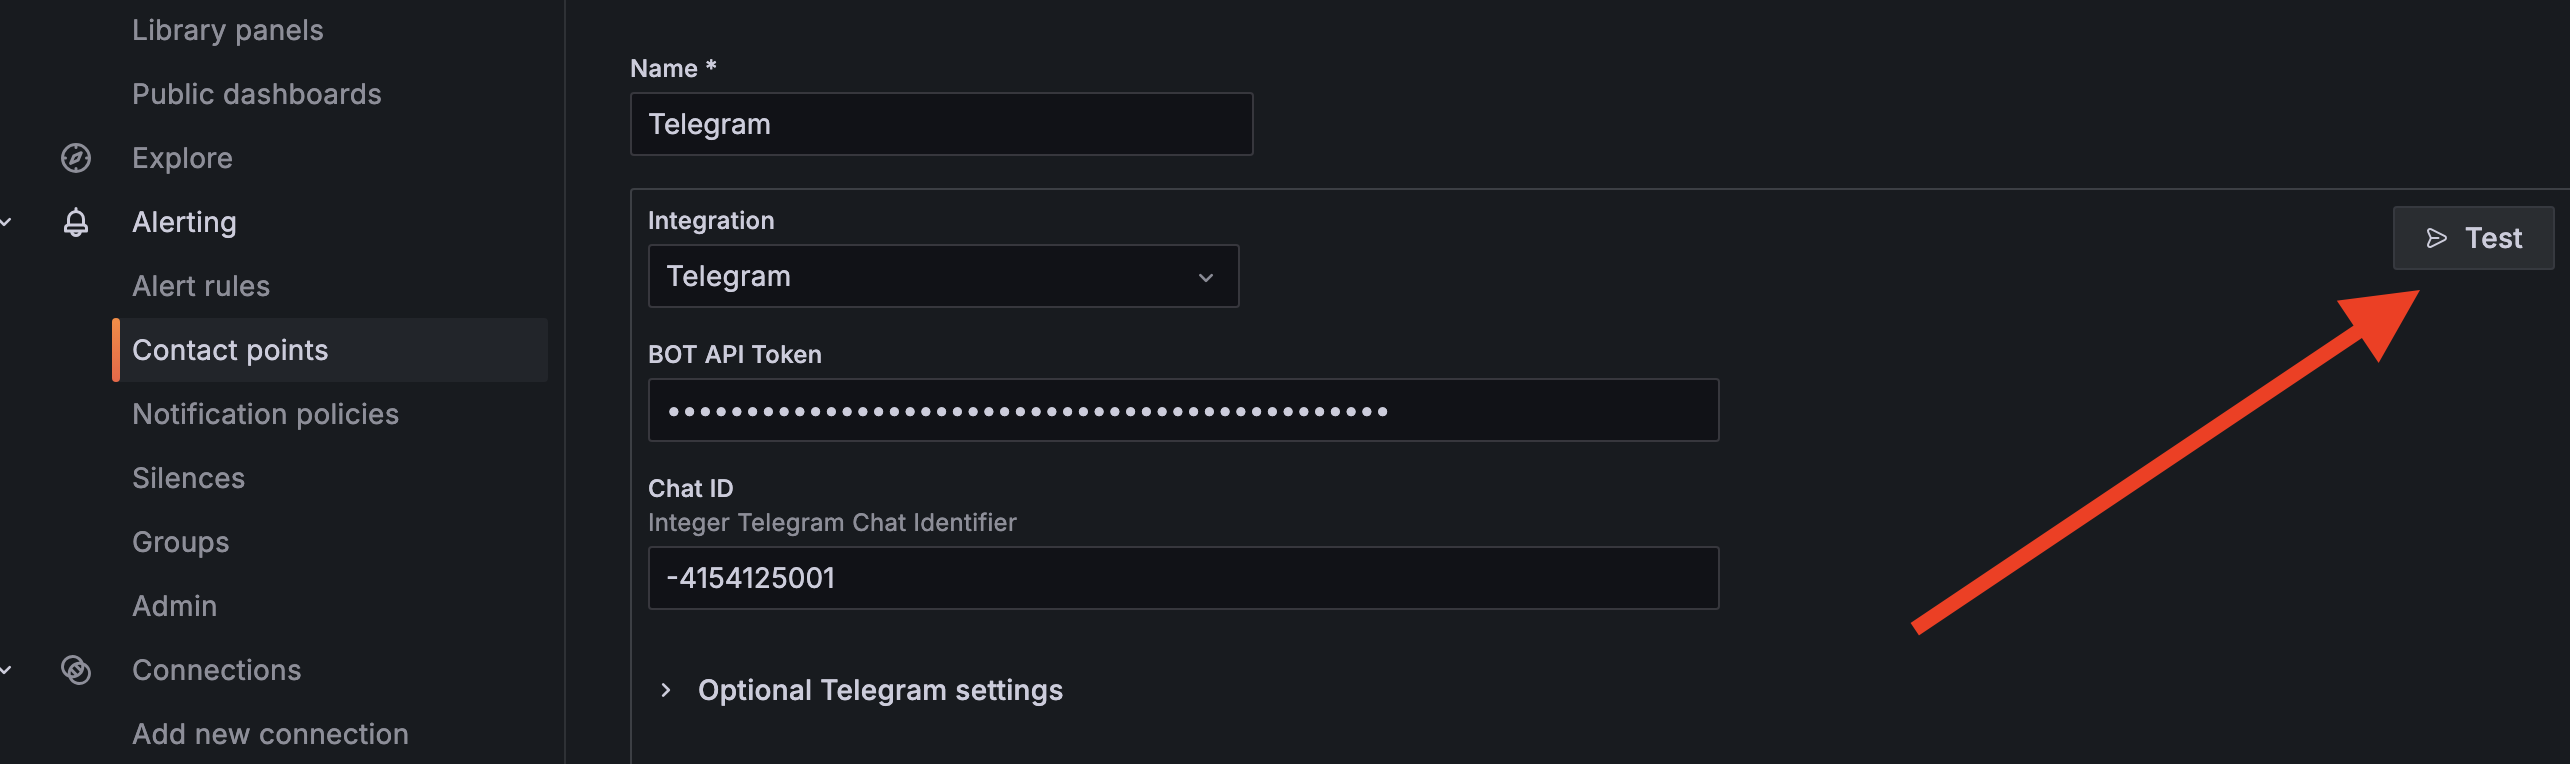 Library panels
Public dashboards
Explore
Alerting
Alert rules
Contact points
Notification policies
Silences
Groups
Admin
Connections
Add new connection
Name *
Telegram
Integration
Telegram
Test
BOT API Token
••••••••••••••••••••••••••••••••••••••••••••••
Chat ID
Integer Telegram Chat Identifier
-4154125001
Optional Telegram settings